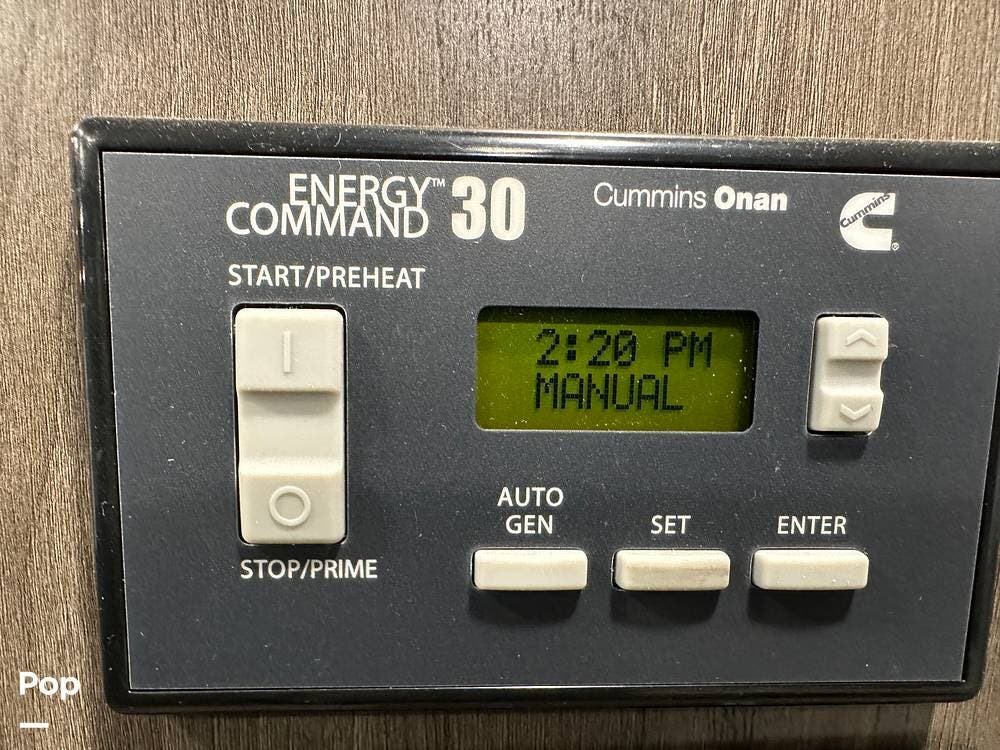 ENERGY™
COMMAND 30
Cummins Onan
Cummins
®
START/PREHEAT
2:20 PM
MANUAL
STOP/PRIME
AUTO
GEN
SET
ENTER
Pop